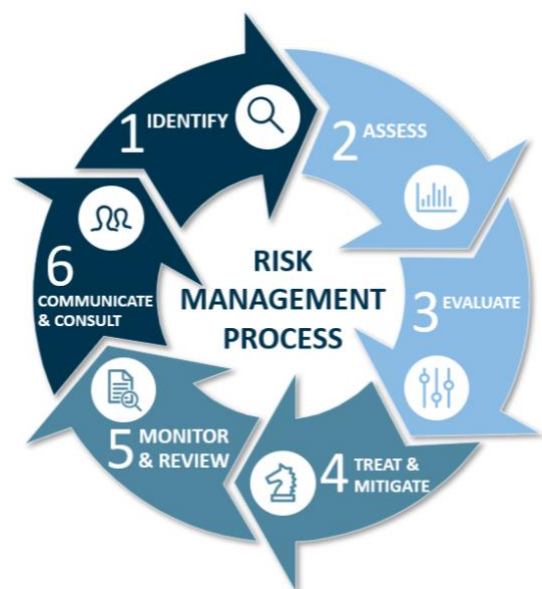 1 IDENTIFY
2 ASSESS
3 EVALUATE
4 TREAT &
MITIGATE
5 MONITOR
& REVIEW
6
COMMUNICATE
& CONSULT
RISK
MANAGEMENT
PROCESS